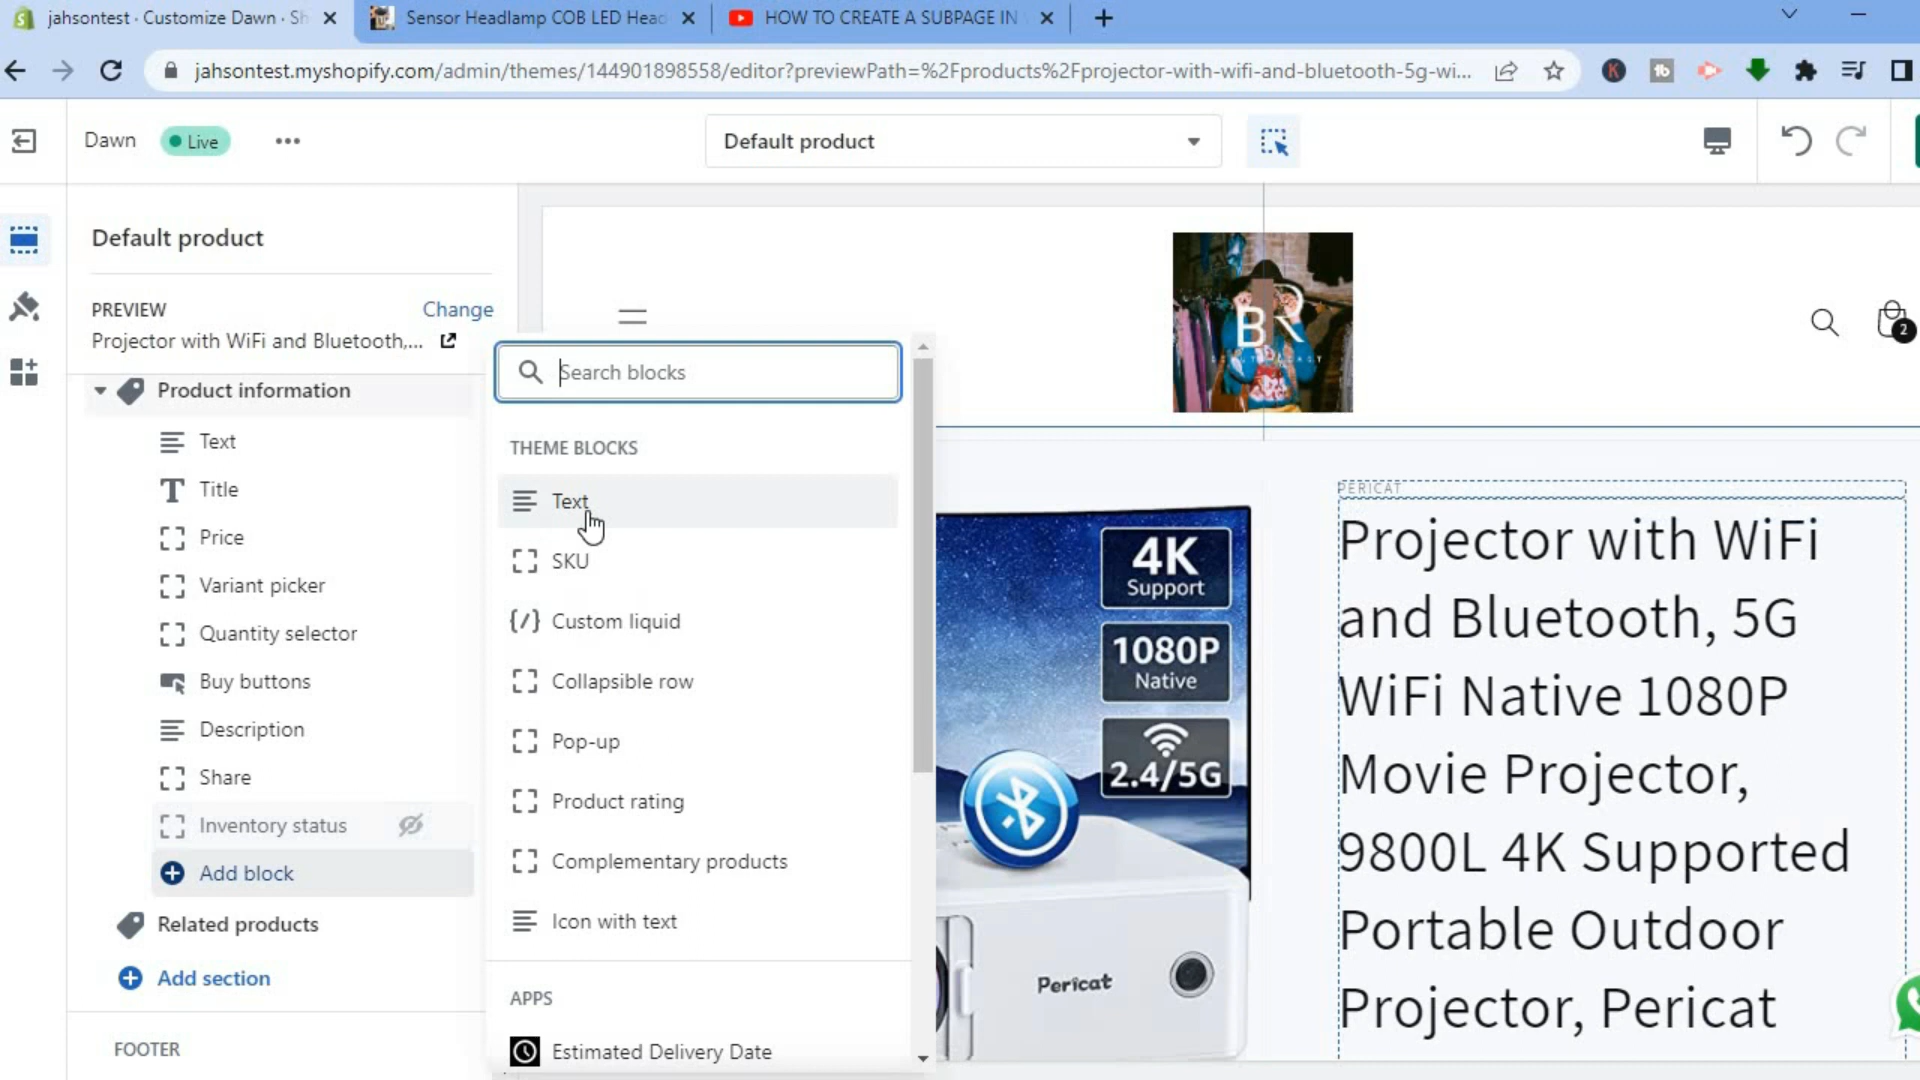 jahsontest · Customize Dawn · Sh
Sensor Headlamp COB LED Head
HOW TO CREATE A SUBPAGE IN
jahsontest.myshopify.com/admin/themes/144901898558/editor?previewPath=%2Fproducts%2Fprojector-with-wifi-and-bluetooth-5g-wi...
Dawn
Live
Default product
Default product
PREVIEW
Change
Projector with WiFi and Bluetooth,...
Product information
Text
Title
Price
Variant picker
Quantity selector
Buy buttons
Description
Share
Inventory status
Add block
Related products
Add section
FOOTER
Search blocks
THEME BLOCKS
Text
SKU
Custom liquid
Collapsible row
Pop-up
Product rating
Complementary products
Icon with text
APPS
Estimated Delivery Date
BR
2
4K
Support
1080P
Native
2.4/5G
Pericat
PERICAT
Projector with WiFi
and Bluetooth, 5G
WiFi Native 1080P
Movie Projector,
9800L 4K Supported
Portable Outdoor
Projector, Pericat